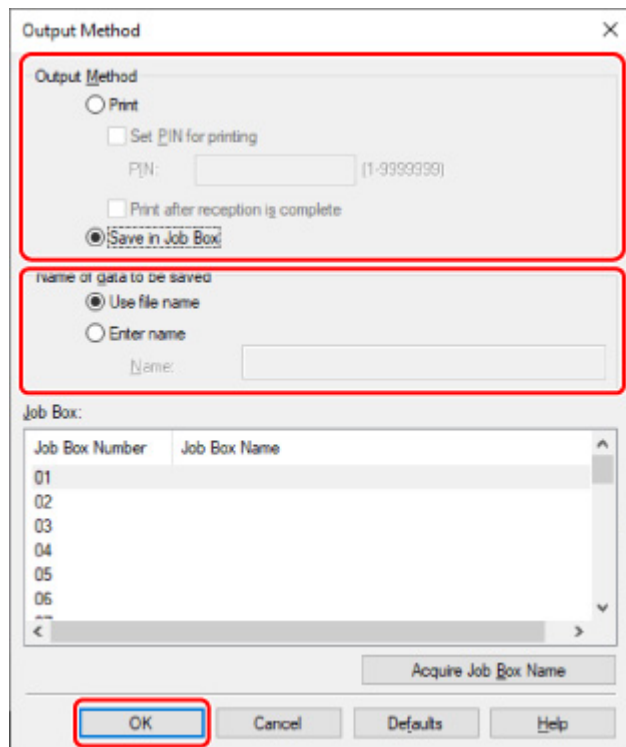 Output Method
Output Method
Print
Set PIN for printing
PIN: (1-9999999)
Print after reception is complete
Save in Job Box
Name of data to be saved
Use file name
Enter name
Name:
Job Box:
Job Box Number Job Box Name
01
02
03
04
05
06
07
Acquire Job Box Name
OK Cancel Defaults Help